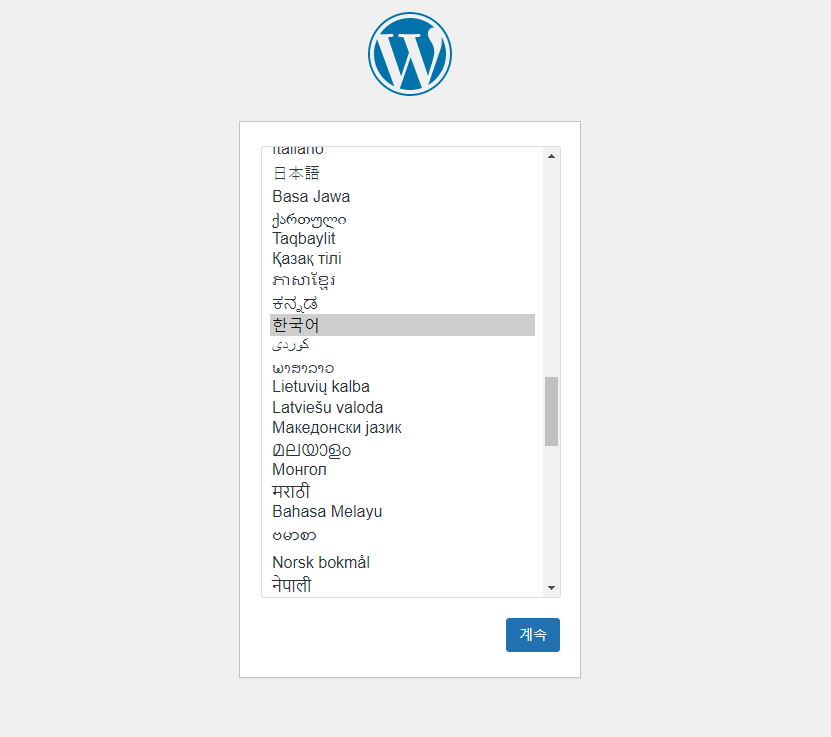 Italiano
日本語
Basa Jawa
ქართული
Taqbaylit
Қазақ тілі
ភាសាខ្មែរ
ಕನ್ನಡ
한국어
كوردی
ພາສາລາວ
Lietuvių kalba
Latviešu valoda
Македонски јазик
മലയാളം
Монгол
मराठी
Bahasa Melayu
ဗမာစာ
Norsk bokmål
नेपाली
계속